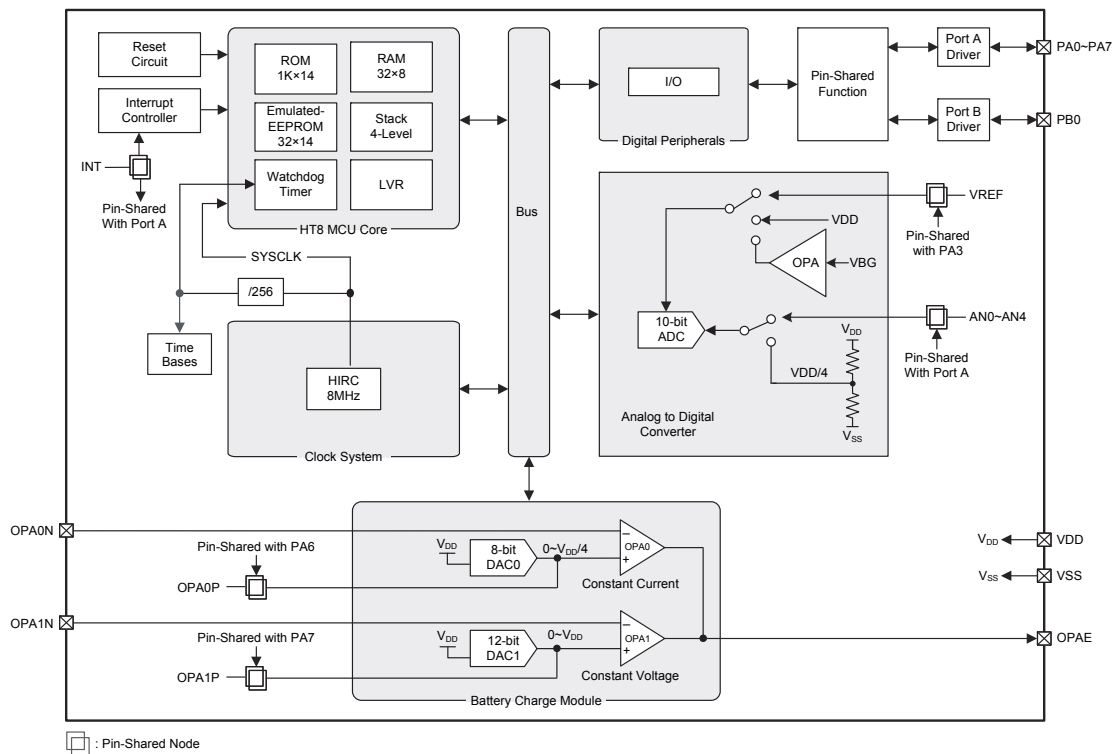 Reset
Circuit
Interrupt
Controller
INT
Pin-Shared
With Port A
ROM
1K×14
RAM
32×8
Emulated-
EEPROM
32×14
Stack
4-Level
Watchdog
Timer
LVR
HT8 MCU Core
SYSCLK
/256
Time
Bases
HIRC
8MHz
Clock System
Bus
I/O
Digital Peripherals
Pin-Shared
Function
Port A
Driver
PA0~PA7
Port B
Driver
PB0
VREF
Pin-Shared
with PA3
VDD
OPA
VBG
10-bit
ADC
AN0~AN4
Pin-Shared
With Port A
VDD
VDD/4
VSS
Analog to Digital
Converter
OPA0N
Pin-Shared with PA6
OPA0P
VDD
8-bit
DAC0
0~VDD/4
OPA0
−
+
Constant Current
OPA1N
Pin-Shared with PA7
OPA1P
VDD
12-bit
DAC1
0~VDD
OPA1
−
+
Constant Voltage
Battery Charge Module
VDD
VDD
VSS
VSS
OPAE
: Pin-Shared Node